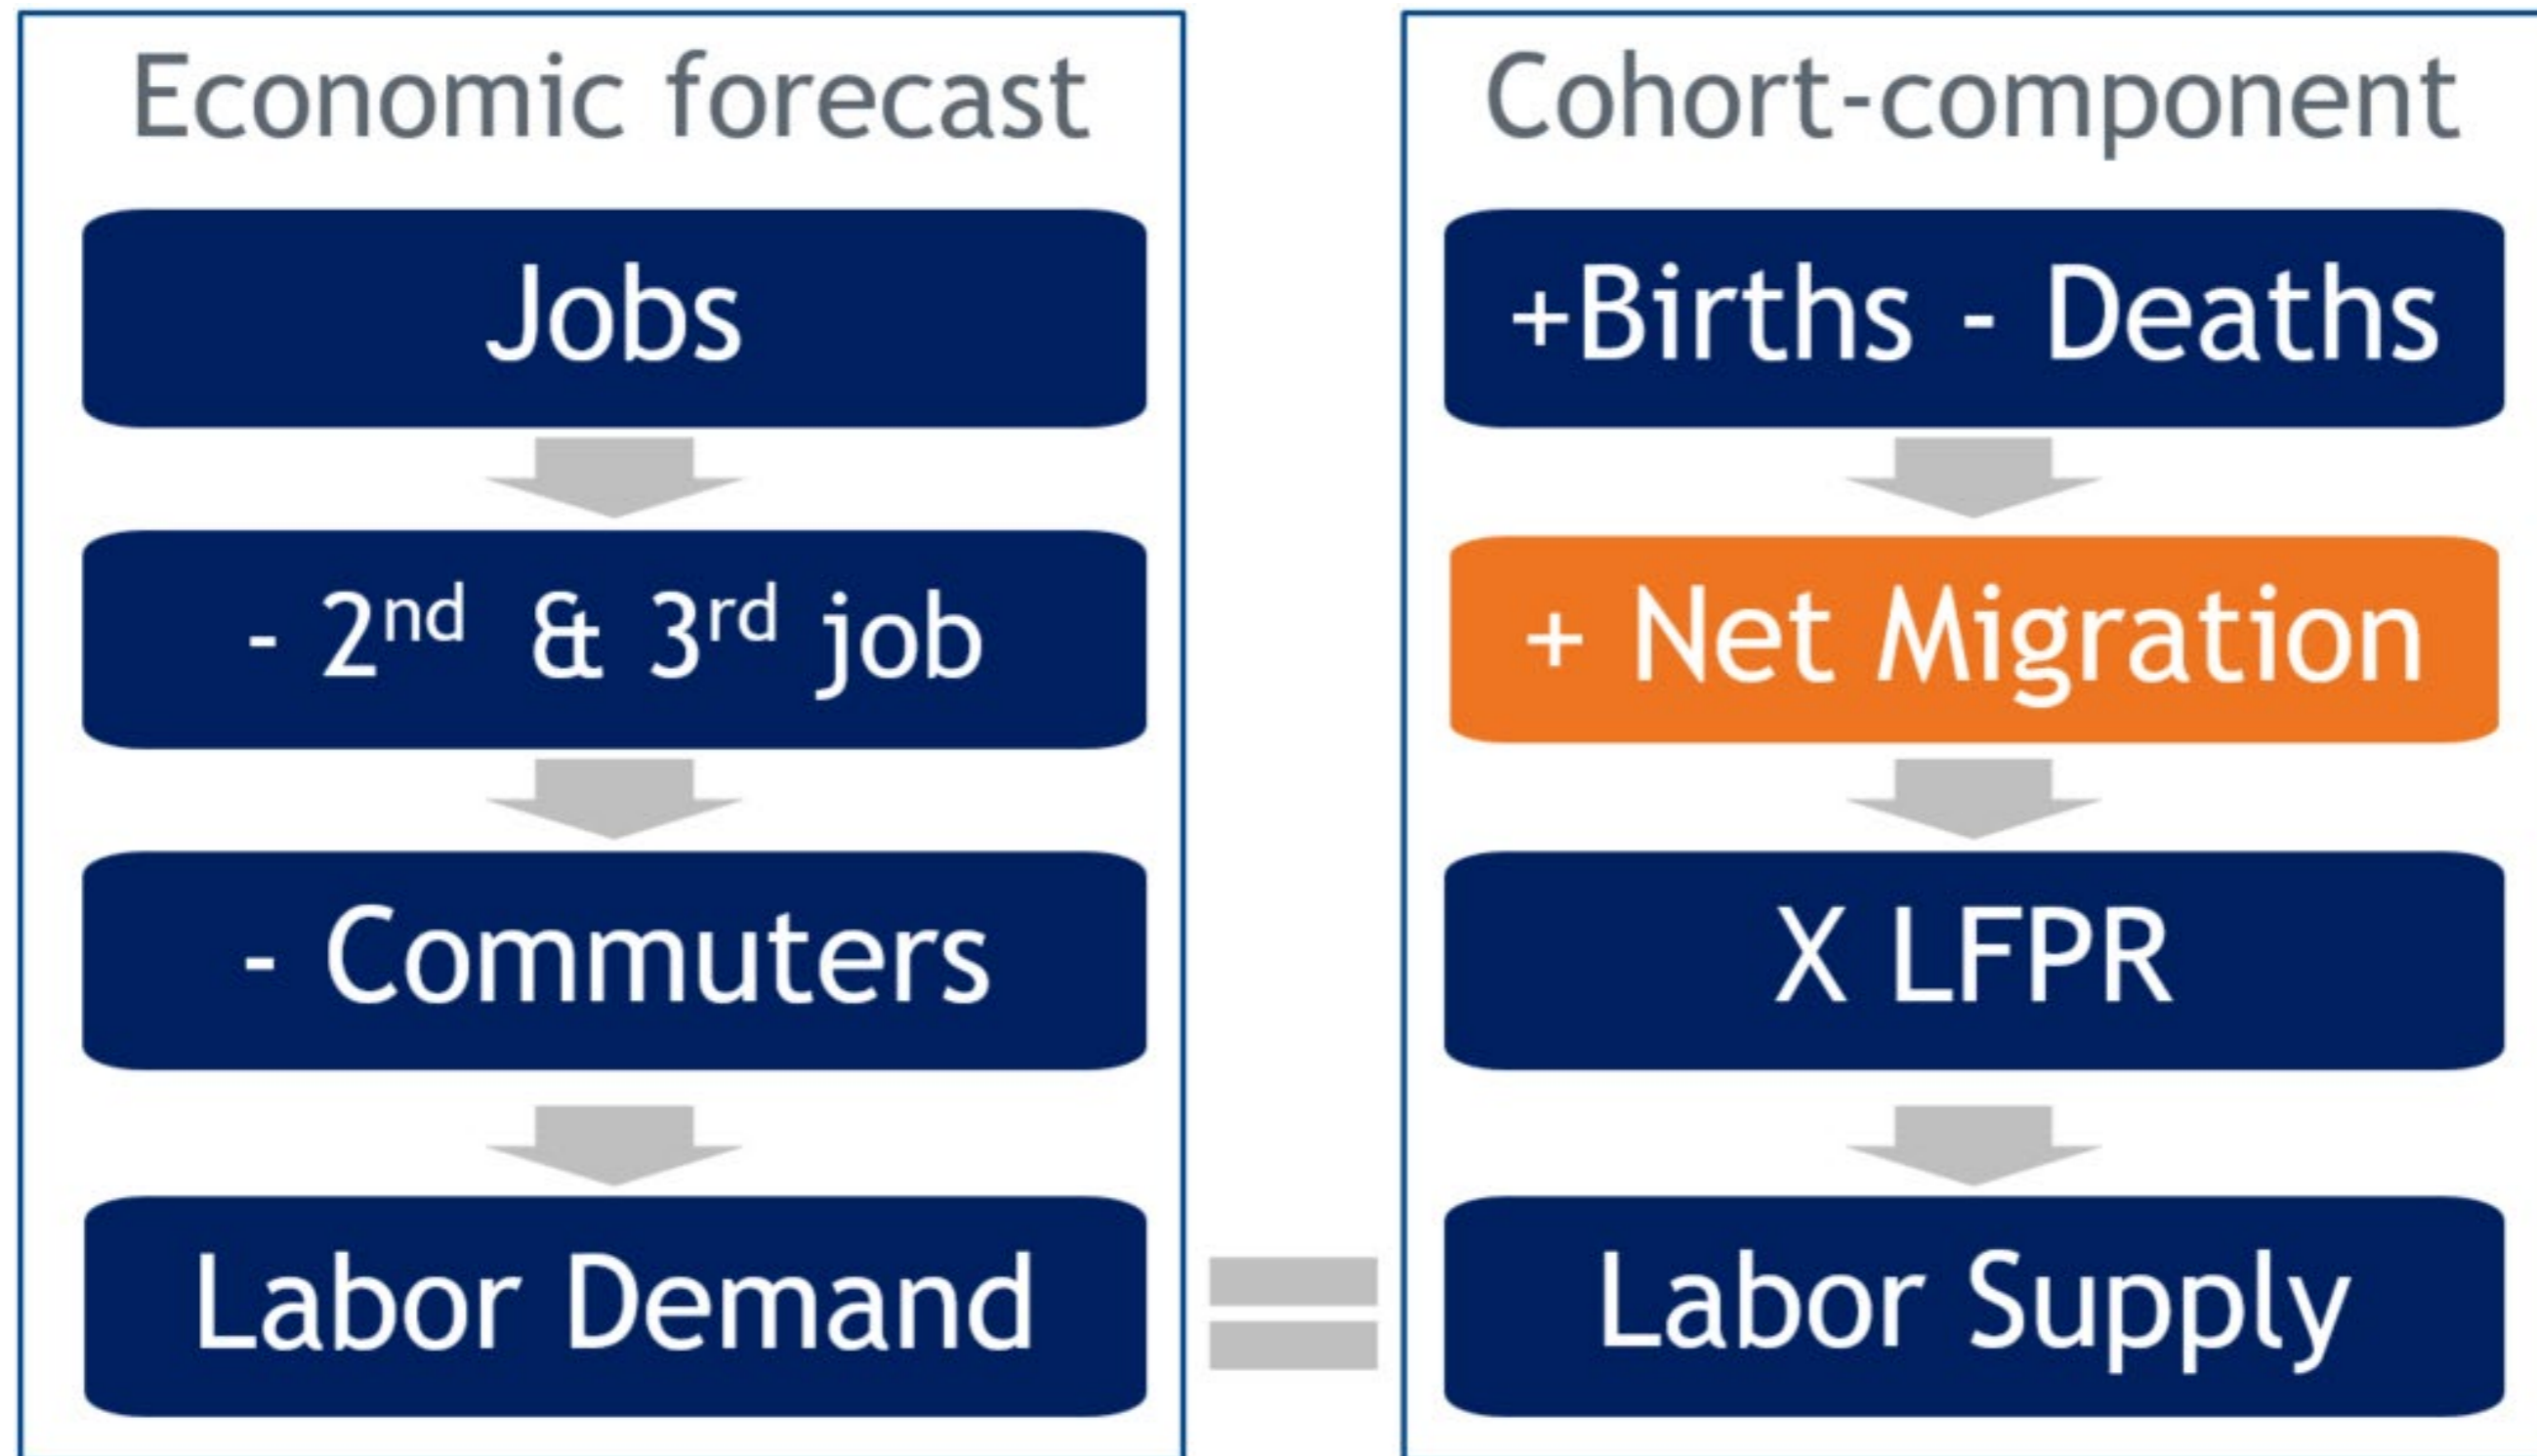 Economic forecast
Jobs
- 2nd & 3rd job
- Commuters
Labor Demand
Cohort-component
+Births - Deaths
+ Net Migration
X LFPR
Labor Supply